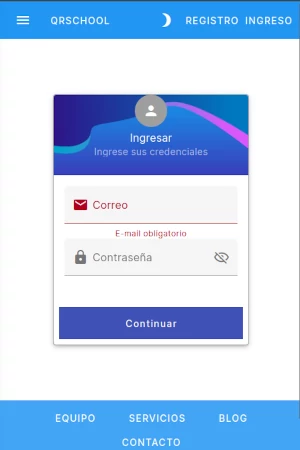 QRSCHOOL REGISTRO INGRESO
Ingresar
Ingrese sus credenciales
Correo
E-mail obligatorio
Contraseña
Continuar
EQUIPO SERVICIOS BLOG
CONTACTO